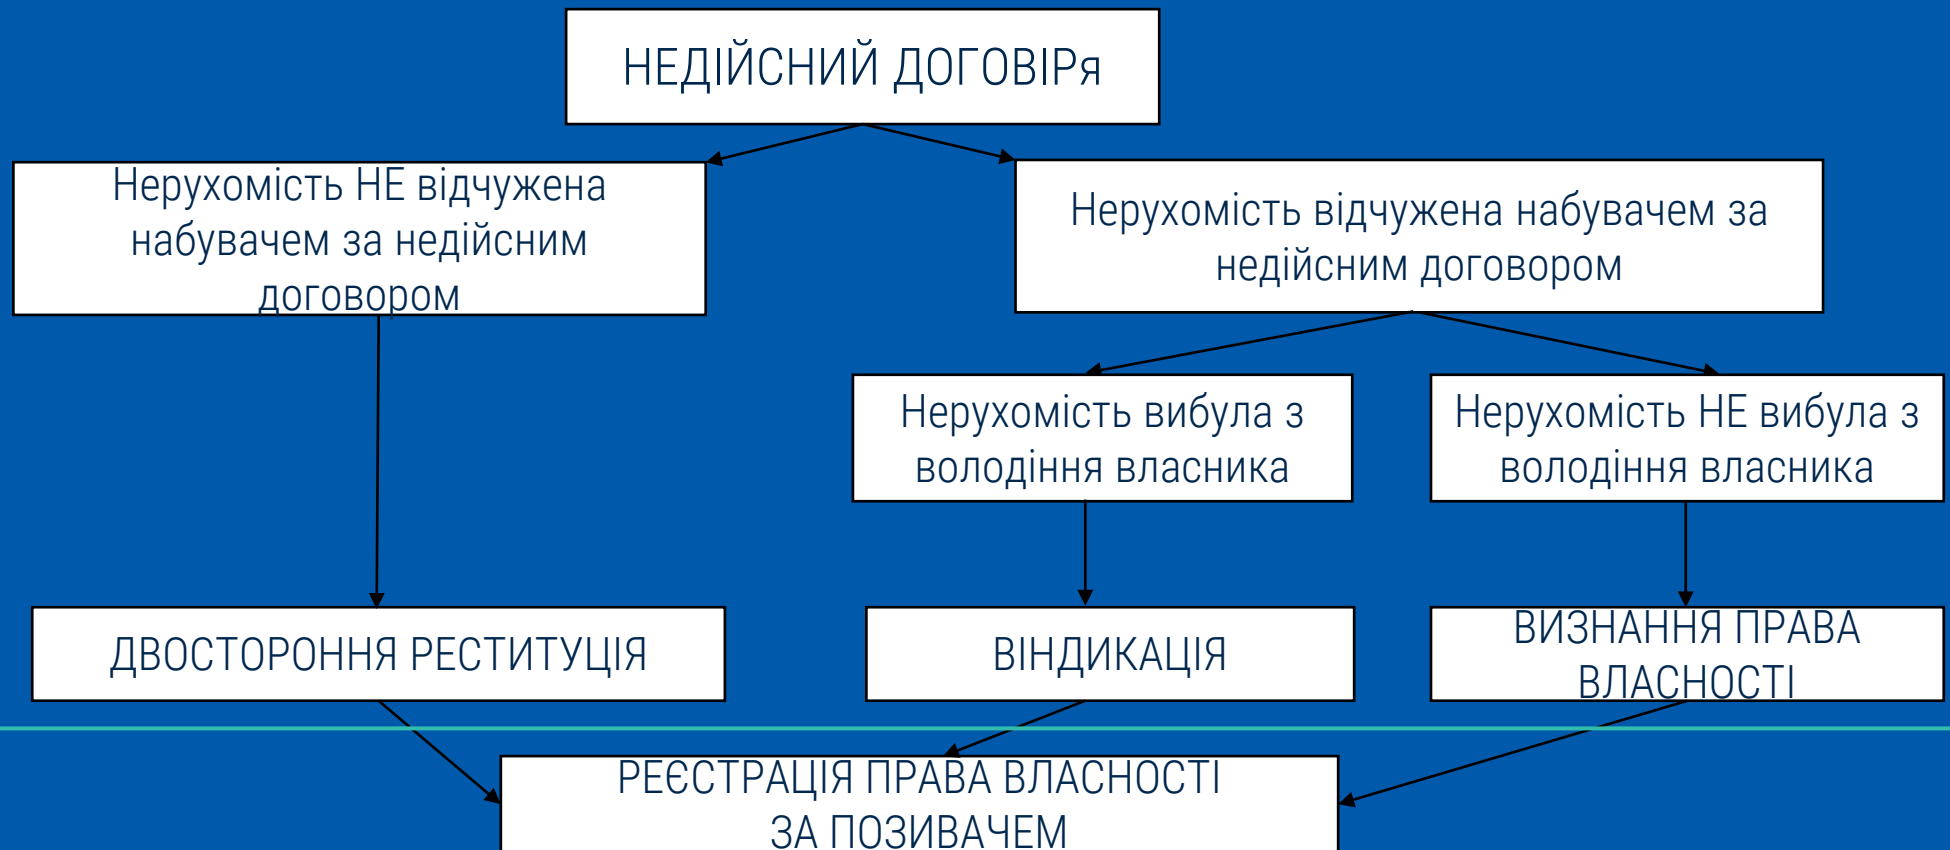 НЕДІЙСНИЙ ДОГОВІРя
Нерухомість НЕ відчужена
набувачем за недійсним
договором
Нерухомість відчужена набувачем за
недійсним договором
Нерухомість вибула з
володіння власника
Нерухомість НЕ вибула з
володіння власника
ДВОСТОРОННЯ РЕСТИТУЦІЯ
ВІНДИКАЦІЯ
ВИЗНАННЯ ПРАВА
ВЛАСНОСТІ
РЕЄСТРАЦІЯ ПРАВА ВЛАСНОСТІ
ЗА ПОЗИВАЧЕМ